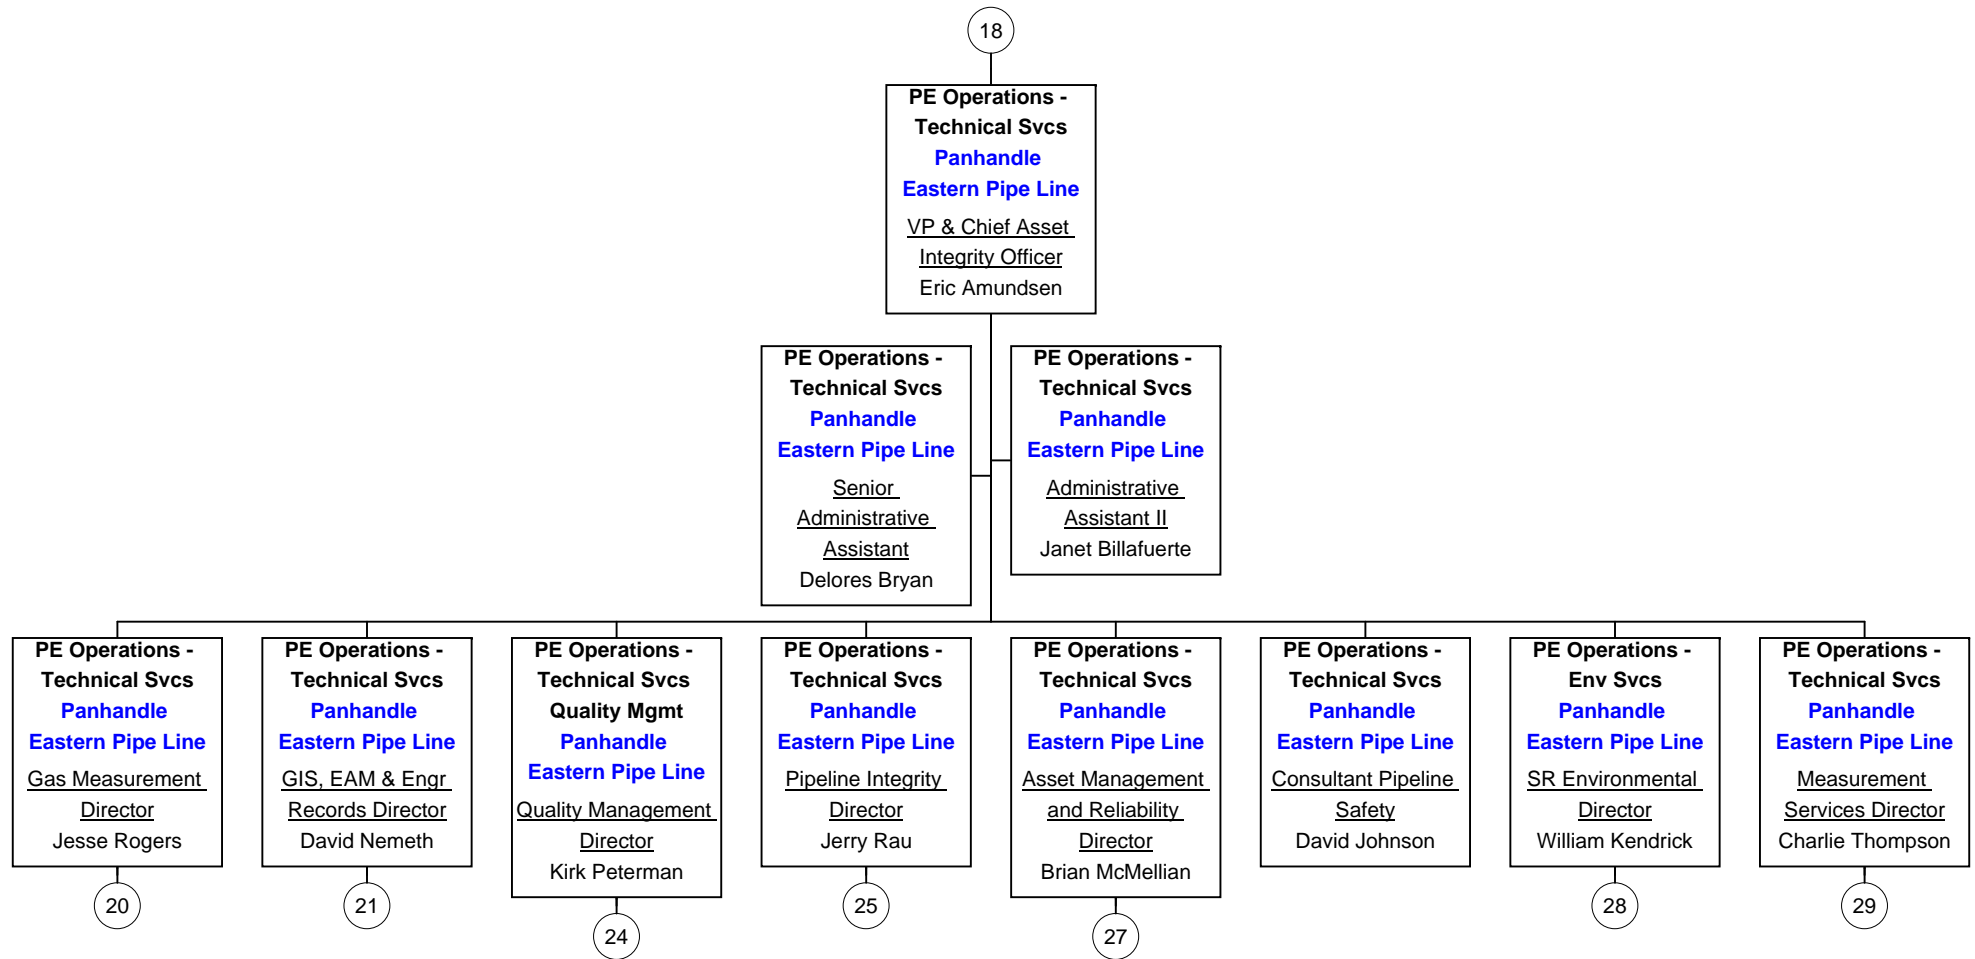 18
PE Operations -
Technical Svcs
Panhandle
Eastern Pipe Line
VP & Chief Asset
Integrity Officer
Eric Amundsen
PE Operations -
Technical Svcs
Panhandle
Eastern Pipe Line
Senior
Administrative
Assistant
Delores Bryan
PE Operations -
Technical Svcs
Panhandle
Eastern Pipe Line
Administrative
Assistant II
Janet Billafuerte
PE Operations -
Technical Svcs
Panhandle
Eastern Pipe Line
Gas Measurement
Director
Jesse Rogers
20
PE Operations -
Technical Svcs
Panhandle
Eastern Pipe Line
GIS, EAM & Engr
Records Director
David Nemeth
21
PE Operations -
Technical Svcs
Quality Mgmt
Panhandle
Eastern Pipe Line
Quality Management
Director
Kirk Peterman
24
PE Operations -
Technical Svcs
Panhandle
Eastern Pipe Line
Pipeline Integrity
Director
Jerry Rau
25
PE Operations -
Technical Svcs
Panhandle
Eastern Pipe Line
Asset Management
and Reliability
Director
Brian McMellian
27
PE Operations -
Technical Svcs
Panhandle
Eastern Pipe Line
Consultant Pipeline
Safety
David Johnson
PE Operations -
Env Svcs
Panhandle
Eastern Pipe Line
SR Environmental
Director
William Kendrick
28
PE Operations -
Technical Svcs
Panhandle
Eastern Pipe Line
Measurement
Services Director
Charlie Thompson
29